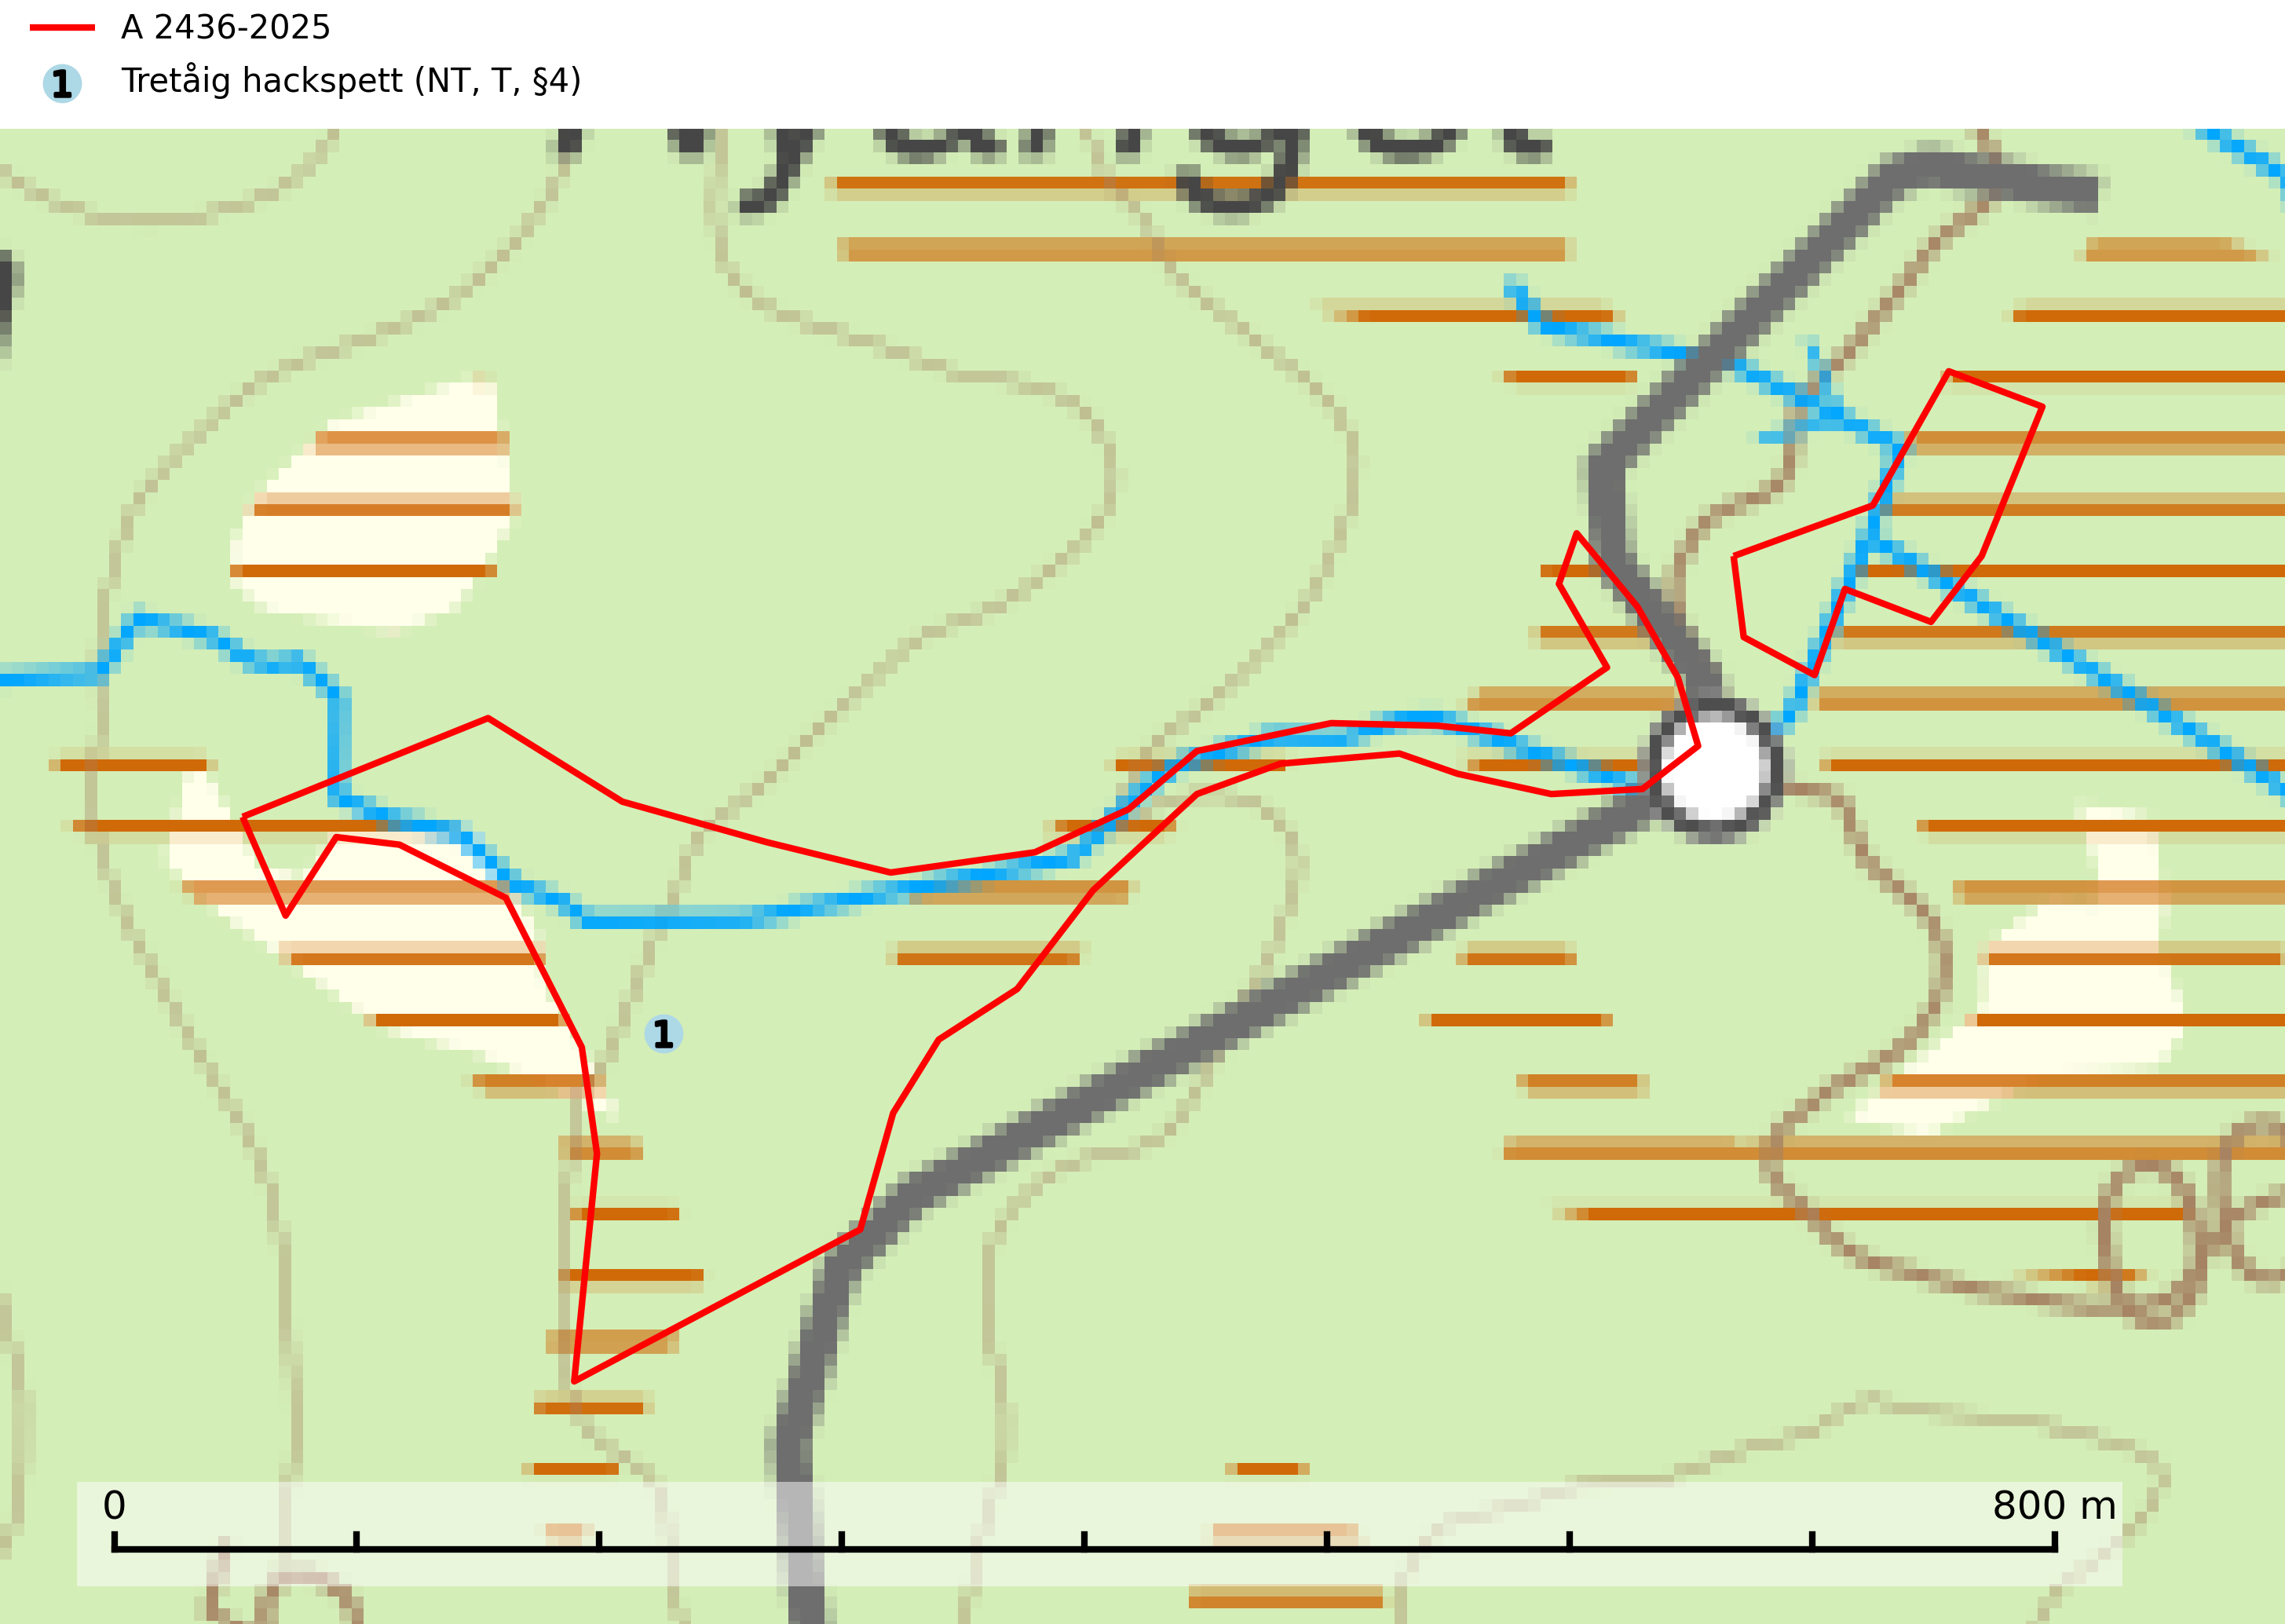 A 2436-2025
1 Tretåig hackspett (NT, T, §4)
1
0 800 m